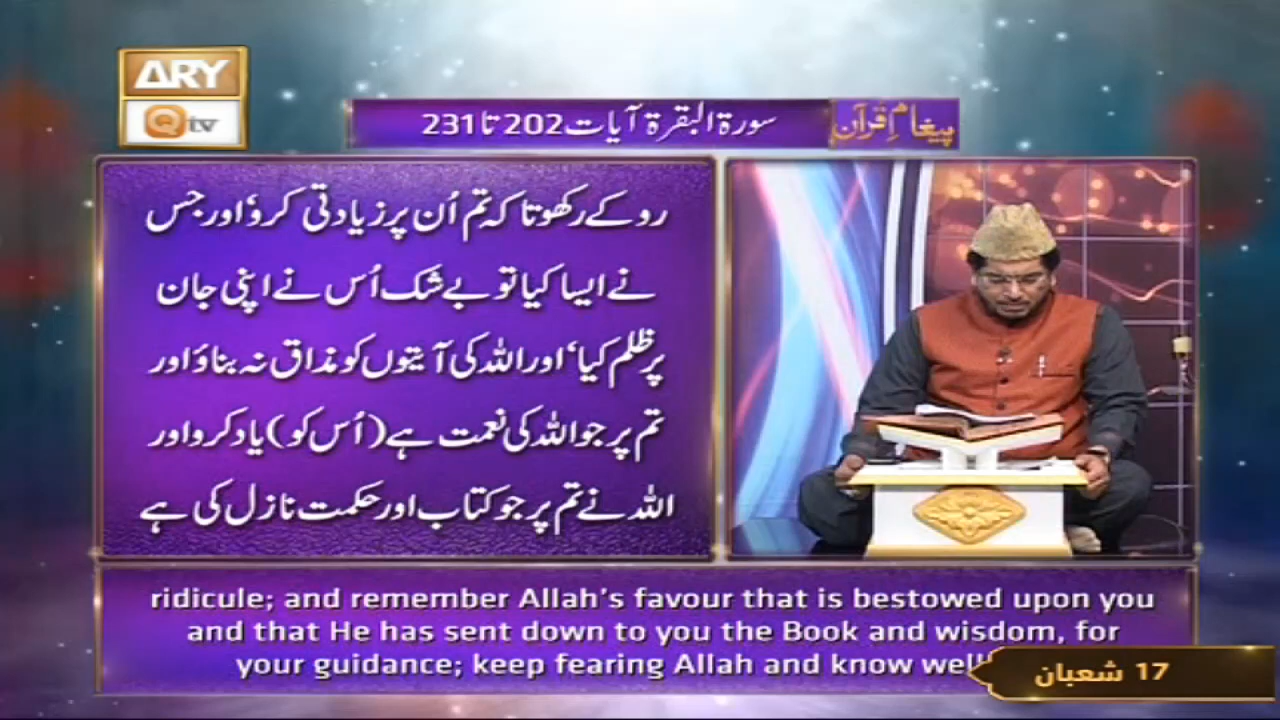 ARY
Qtv
پیغامِ قرآن
سورۃ البقرۃ آیات 202 تا 231
روکے رکھو تاکہ تم اُن پر زیادتی کرو' اور جس
نے ایسا کیا تو بے شک اُس نے اپنی جان
پر ظلم کیا' اور اللہ کی آیتوں کو مذاق نہ بناؤ اور
تم پر جو اللہ کی نعمت ہے (اُس کو) یاد کرو اور
اللہ نے تم پر جو کتاب اور حکمت نازل کی ہے
ridicule; and remember Allah's favour that is bestowed upon you
and that He has sent down to you the Book and wisdom, for
your guidance; keep fearing Allah and know well
17 شعبان